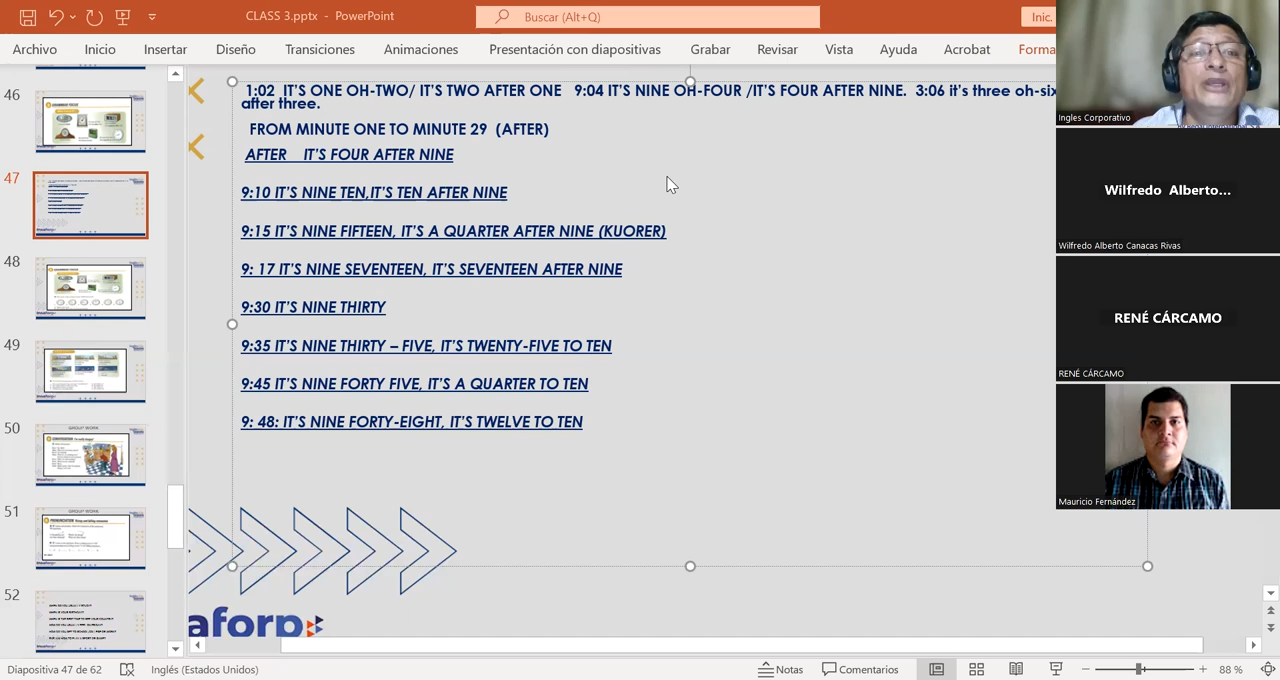 CLASS 3.pptx - PowerPoint
Buscar (Alt+Q)
Inic.
Archivo Inicio Insertar Diseño Transiciones Animaciones Presentación con diapositivas Grabar Revisar Vista Ayuda Acrobat Forma
46
47
48
49
50
51
52
GROUP WORK
GROUP WORK
1:02 IT'S ONE OH-TWO/ IT'S TWO AFTER ONE 9:04 IT'S NINE OH-FOUR /IT'S FOUR AFTER NINE. 3:06 it's three oh-six
after three.
FROM MINUTE ONE TO MINUTE 29 (AFTER)
AFTER IT'S FOUR AFTER NINE
9:10 IT'S NINE TEN,IT'S TEN AFTER NINE
9:15 IT'S NINE FIFTEEN, IT'S A QUARTER AFTER NINE (KUORER)
9: 17 IT'S NINE SEVENTEEN, IT'S SEVENTEEN AFTER NINE
9:30 IT'S NINE THIRTY
9:35 IT'S NINE THIRTY – FIVE, IT'S TWENTY-FIVE TO TEN
9:45 IT'S NINE FORTY FIVE, IT'S A QUARTER TO TEN
9: 48: IT'S NINE FORTY-EIGHT, IT'S TWELVE TO TEN
aforp
Ingles Corporativo
Wilfredo Alberto...
Wilfredo Alberto Canacas Rivas
RENÉ CÁRCAMO
RENÉ CÁRCAMO
Mauricio Fernández
Diapositiva 47 de 62 Inglés (Estados Unidos) Notas Comentarios 88 %